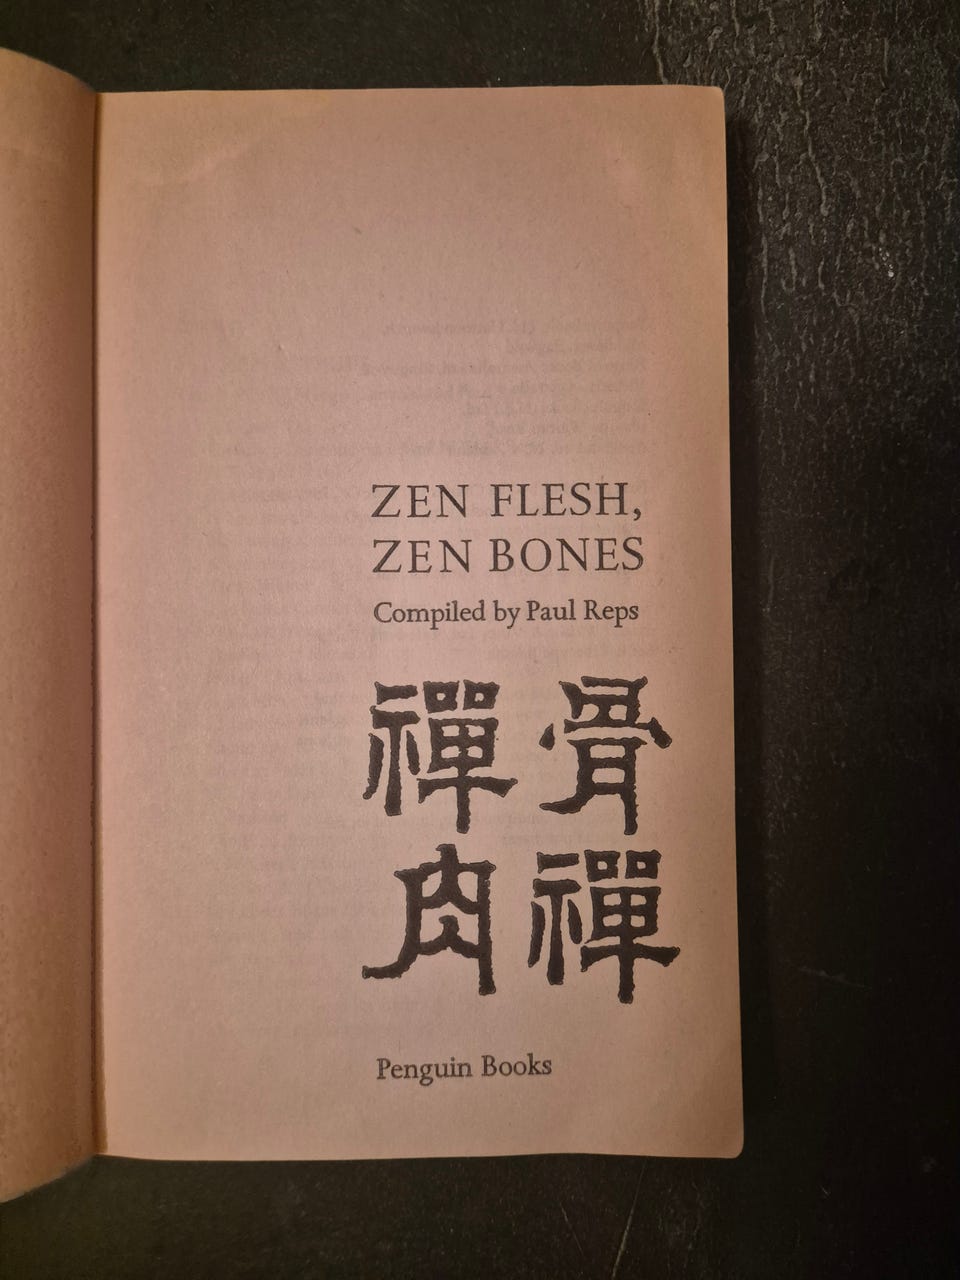 ZEN FLESH,
ZEN BONES
Compiled by Paul Reps
禪 骨
肉 禪
Penguin Books